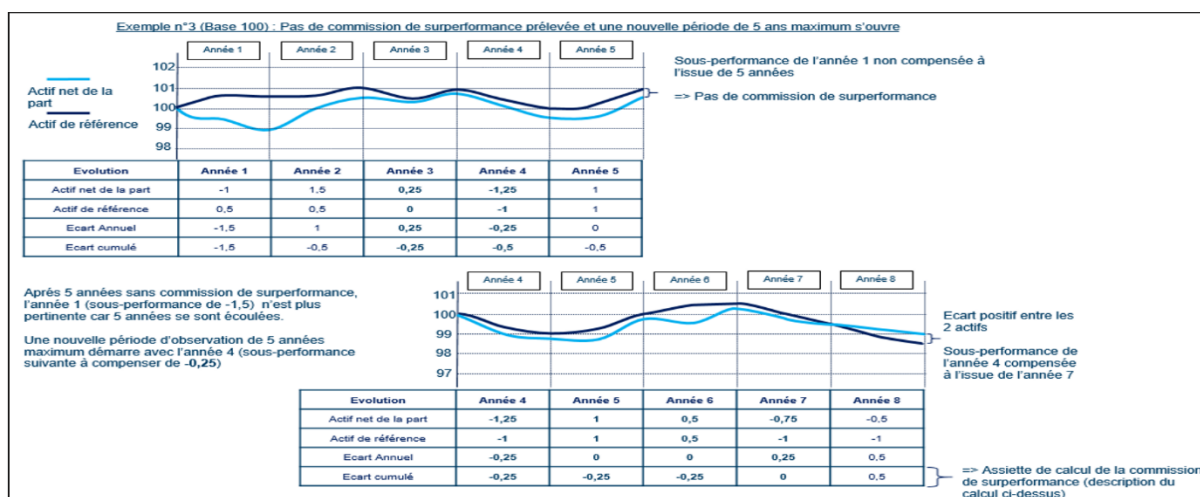 Exemple n°3 (Base 100) : Pas de commission de surperformance prélevée et une nouvelle période de 5 ans maximum s'ouvre
Année 1 Année 2 Année 3 Année 4 Année 5
102
101
100
99
98
Actif net de la part
Actif de référence
Sous-performance de l'année 1 non compensée à
l'issue de 5 années
=> Pas de commission de surperformance
Evolution Année 1 Année 2 Année 3 Année 4 Année 5
Actif net de la part -1 1,5 0,25 -1,25 1
Actif de référence 0,5 0,5 0 -1 1
Ecart Annuel -1,5 1 0,25 -0,25 0
Ecart cumulé -1,5 -0,5 -0,25 -0,5 -0,5
Aprés 5 années sans commission de surperformance,
l'année 1 (sous-performance de -1,5) n'est plus
pertinente car 5 années se sont écoulées.
Une nouvelle période d'observation de 5 années
maximum démarre avec l'année 4 (sous-performance
suivante à compenser de -0,25)
Année 4 Année 5 Année 6 Année 7 Année 8
101
100
99
98
97
Ecart positif entre les
2 actifs
Sous-performance de
l'année 4 compensée
à l'issue de l'année 7
Evolution Année 4 Année 5 Année 6 Année 7 Année 8
Actif net de la part -1,25 1 0,5 -0,75 -0,5
Actif de référence -1 1 0,5 -1 -1
Ecart Annuel -0,25 0 0 0,25 0,5
Ecart cumulé -0,25 -0,25 -0,25 0 0,5
=> Assiette de calcul de la commission
de surperformance (description du
calcul ci-dessus)